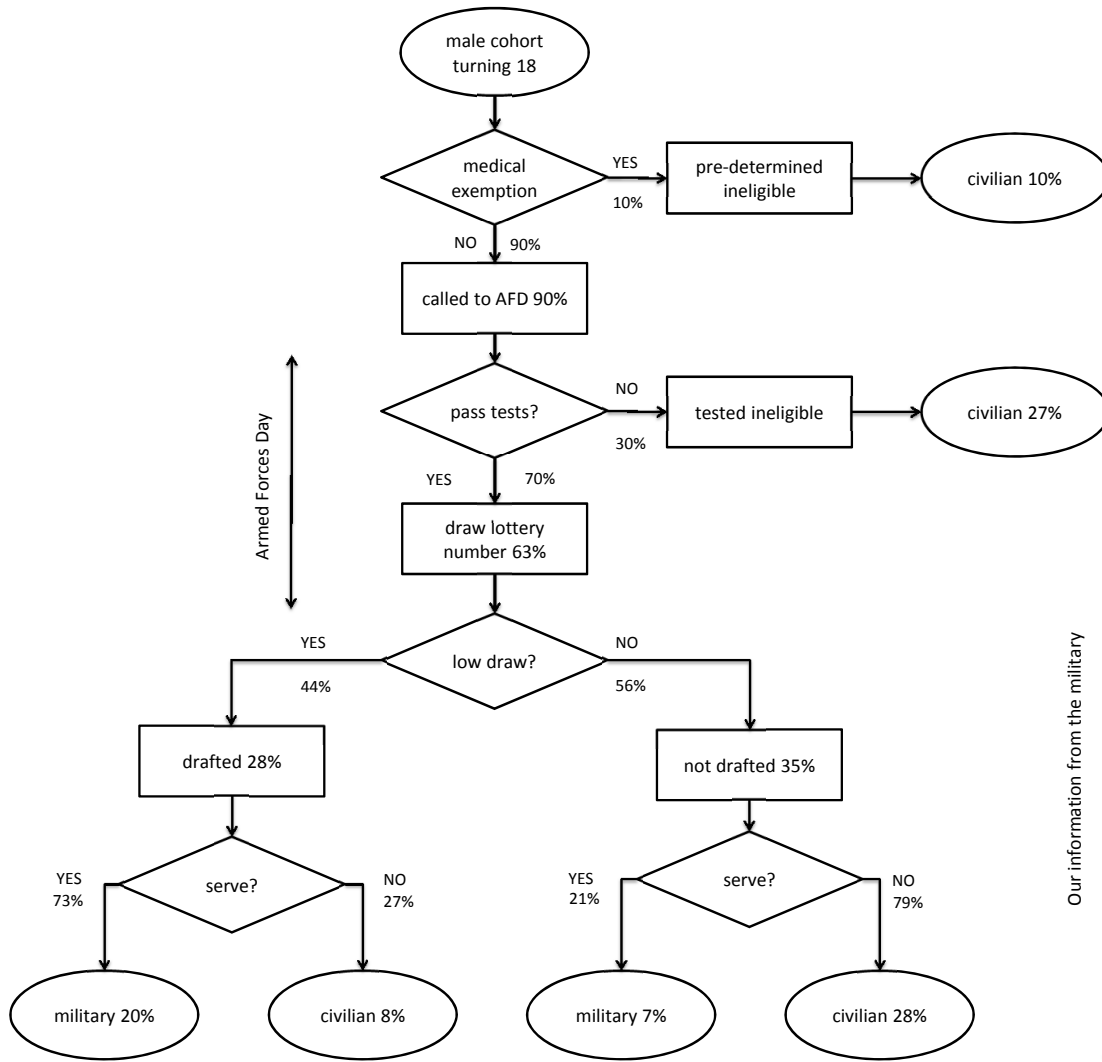 male cohort
turning 18
medical
exemption
YES
10%
pre-determined
ineligible
civilian 10%
NO
90%
called to AFD 90%
Armed Forces Day
pass tests?
NO
30%
tested ineligible
civilian 27%
YES
70%
draw lottery
number 63%
low draw?
YES
44%
NO
56%
drafted 28%
not drafted 35%
Our information from the military
serve?
YES
73%
NO
27%
serve?
YES
21%
NO
79%
military 20%
civilian 8%
military 7%
civilian 28%